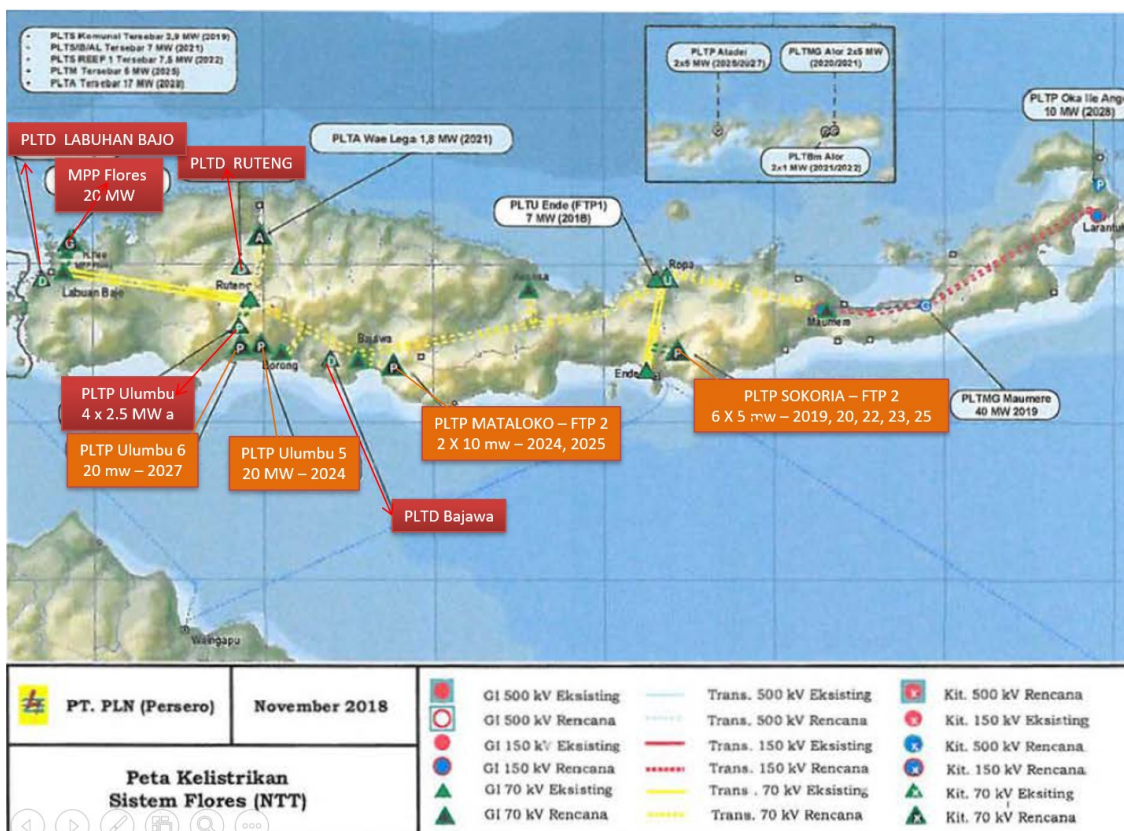 PLTS Komunal Tersebar 2,9 MW (2019)
PLTS/B/AL Tersebar 7 MW (2021)
PLTS REEP 1 Tersebar 7,5 MW (2022)
PLTM Tersebar 6 MW (2025)
PLTA Tersebar 17 MW (2028)
PLTD LABUHAN BAJO
MPP Flores
20 MW
PLTD RUTENG
PLTA Wae Lega 1,8 MW (2021)
PLTP Atadei
2x5 MW (2026/2027)
PLTMG Alor 2x5 MW
(2020/2021)
PLTBm Alor
2x1 MW (2021/2022)
PLTP Oka Ile Ange
10 MW (2028)
PLTU Ende (FTP1)
7 MW (2018)
G
A
D
P
U
Labuan Bajo
Ruteng
Borong
Bajawa
Ropa
Ende
Maumere
Larantuka
PLTP Ulumbu
4 x 2.5 MW a
PLTP Ulumbu 6
20 mw – 2027
PLTP Ulumbu 5
20 MW – 2024
PLTP MATALOKO – FTP 2
2 X 10 mw – 2024, 2025
PLTP SOKORIA – FTP 2
6 X 5 mw – 2019, 20, 22, 23, 25
PLTMG Maumere
40 MW 2019
PLTD Bajawa
Waingapu
PT. PLN (Persero)
November 2018
Peta Kelistrikan
Sistem Flores (NTT)
GI 500 kV Eksisting
GI 500 kV Rencana
GI 150 kV Eksisting
GI 150 kV Rencana
GI 70 kV Eksisting
GI 70 kV Rencana
Trans. 500 kV Eksisting
Trans. 500 kV Rencana
Trans. 150 kV Eksisting
Trans. 150 kV Rencana
Trans . 70 kV Eksisting
Trans. 70 kV Rencana
Kit. 500 kV Rencana
Kit. 150 kV Eksisting
Kit. 500 kV Rencana
Kit. 150 kV Rencana
Kit. 70 kV Eksiting
Kit. 70 kV Rencana